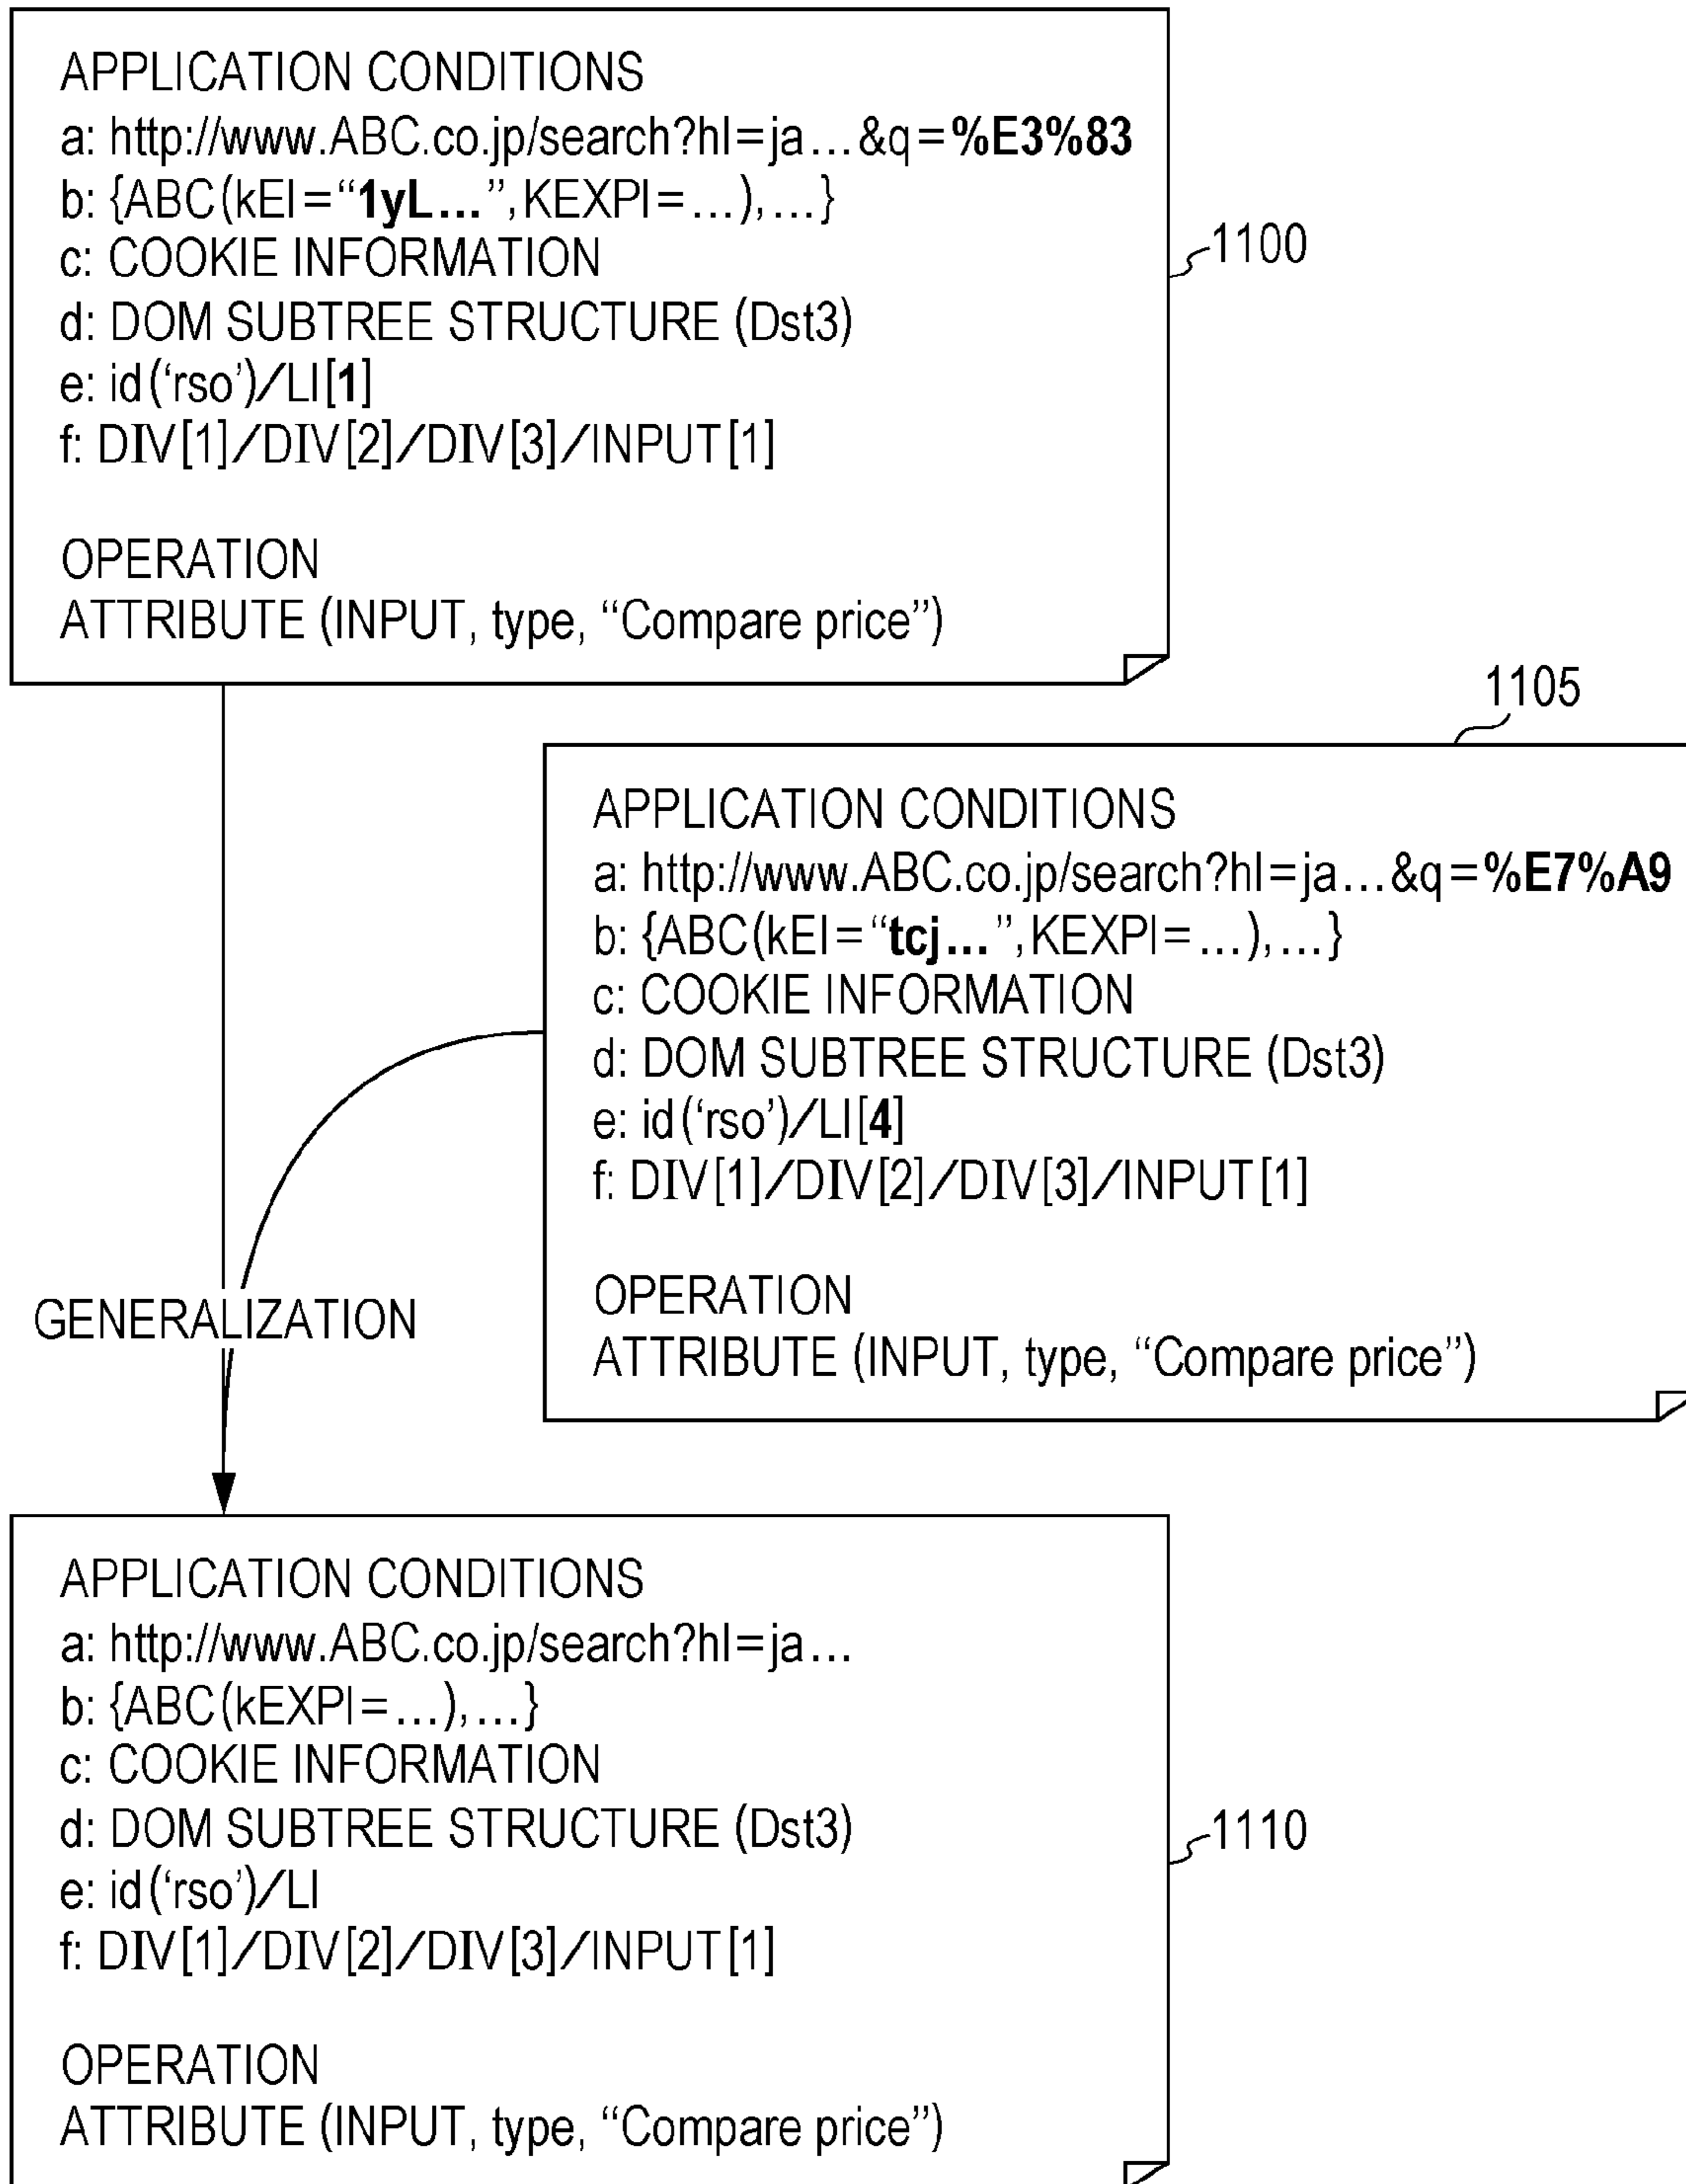 APPLICATION CONDITIONS
a: http://www.ABC.co.jp/search?hl=ja...&q=%E3%83
b: {ABC(kEI=“1yL...”,KEXPI=...),...}
c: COOKIE INFORMATION
d: DOM SUBTREE STRUCTURE (Dst3)
e: id(‘rso’)/LI[1]
f: DIV[1]/DIV[2]/DIV[3]/INPUT[1]
OPERATION
ATTRIBUTE (INPUT, type, “Compare price”)
1100
1105
APPLICATION CONDITIONS
a: http://www.ABC.co.jp/search?hl=ja...&q=%E7%A9
b: {ABC(kEI=“tcj...”,KEXPI=...),...}
c: COOKIE INFORMATION
d: DOM SUBTREE STRUCTURE (Dst3)
e: id(‘rso’)/LI[4]
f: DIV[1]/DIV[2]/DIV[3]/INPUT[1]
OPERATION
ATTRIBUTE (INPUT, type, “Compare price”)
GENERALIZATION
APPLICATION CONDITIONS
a: http://www.ABC.co.jp/search?hl=ja...
b: {ABC(kEXPI=...),...}
c: COOKIE INFORMATION
d: DOM SUBTREE STRUCTURE (Dst3)
e: id(‘rso’)/LI
f: DIV[1]/DIV[2]/DIV[3]/INPUT[1]
OPERATION
ATTRIBUTE (INPUT, type, “Compare price”)
1110